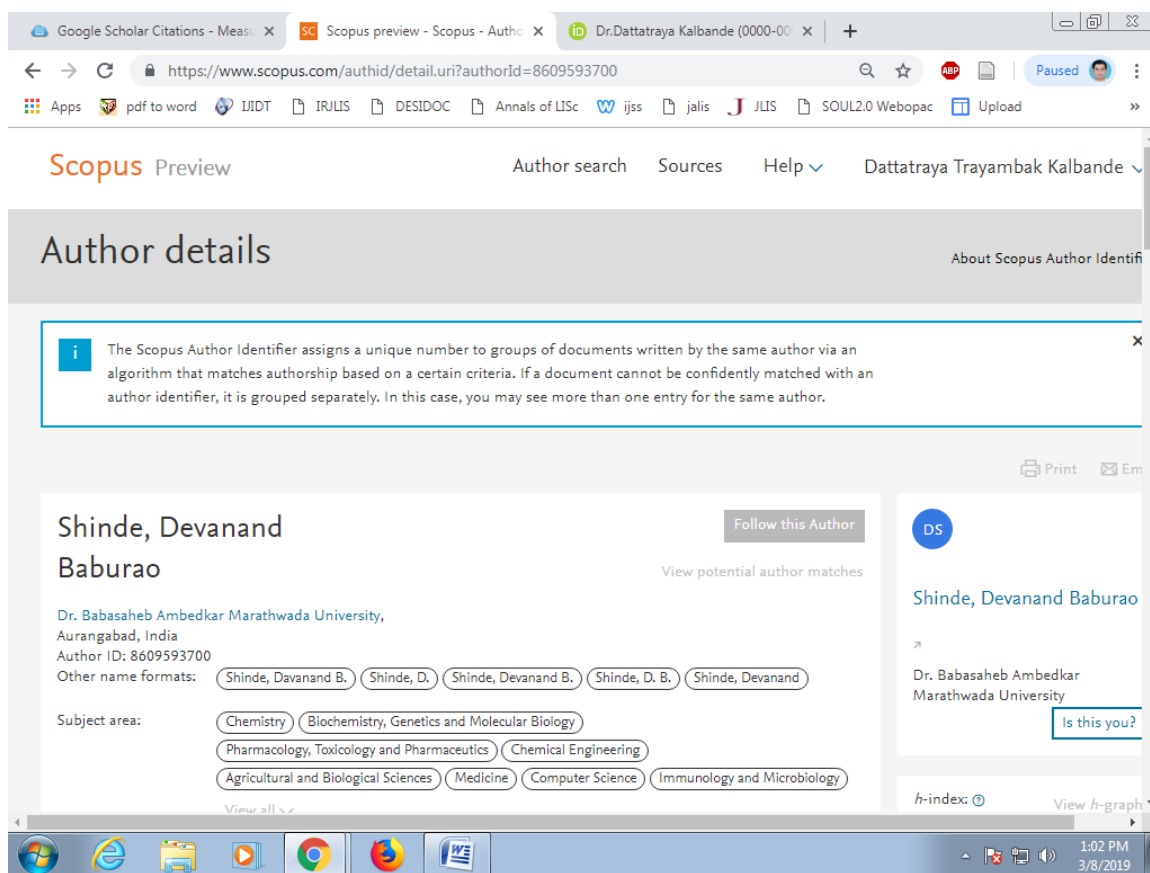 Google Scholar Citations - Measu
SC Scopus preview - Scopus - Autho
iD Dr.Dattatraya Kalbande (0000-00
https://www.scopus.com/authid/detail.uri?authorId=8609593700
ABP
Paused
Apps pdf to word IJIDT IRJLIS DESIDOC Annals of LISc ijss jalis J JLIS SOUL2.0 Webopac Upload »
Scopus Preview Author search Sources Help Dattatraya Trayambak Kalbande
Author details
About Scopus Author Identifi
i The Scopus Author Identifier assigns a unique number to groups of documents written by the same author via an
algorithm that matches authorship based on a certain criteria. If a document cannot be confidently matched with an
author identifier, it is grouped separately. In this case, you may see more than one entry for the same author.
Print Em
Shinde, Devanand
Baburao
Follow this Author
View potential author matches
Dr. Babasaheb Ambedkar Marathwada University,
Aurangabad, India
Author ID: 8609593700
Other name formats: Shinde, Davanand B. Shinde, D. Shinde, Devanand B. Shinde, D. B. Shinde, Devanand
Subject area: Chemistry Biochemistry, Genetics and Molecular Biology
Pharmacology, Toxicology and Pharmaceutics Chemical Engineering
Agricultural and Biological Sciences Medicine Computer Science Immunology and Microbiology
View all
DS
Shinde, Devanand Baburao
Dr. Babasaheb Ambedkar
Marathwada University
Is this you?
h-index: View h-graph
1:02 PM
3/8/2019